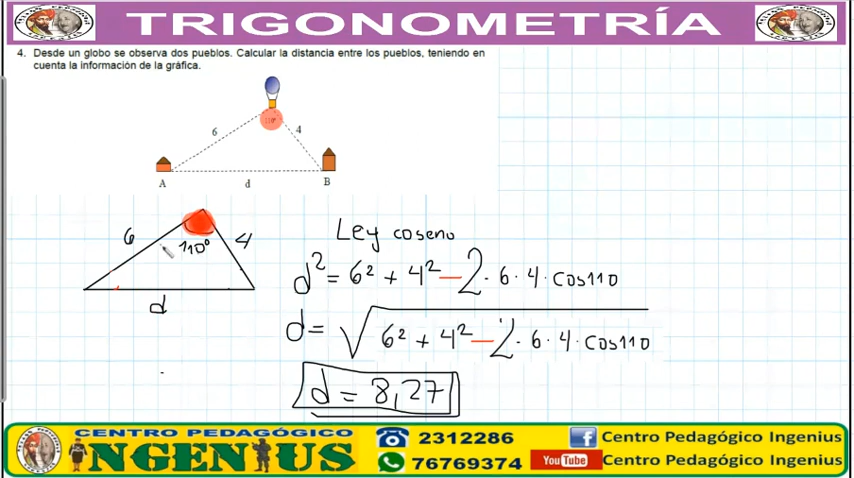 TRIGONOMETRÍA
4. Desde un globo se observa dos pueblos. Calcular la distancia entre los pueblos, teniendo en
cuenta la información de la gráfica.
110°
6
4
A
d
B
6
110°
4
d
Ley coseno
d² = 6² + 4² - 2 · 6 · 4 · cos110
d = √6² + 4² - 2 · 6 · 4 · cos110
d = 8,27
CENTRO PEDAGÓGICO
INGENIUS
2312286
76769374
Centro Pedagógico Ingenius
YouTube Centro Pedagógico Ingenius